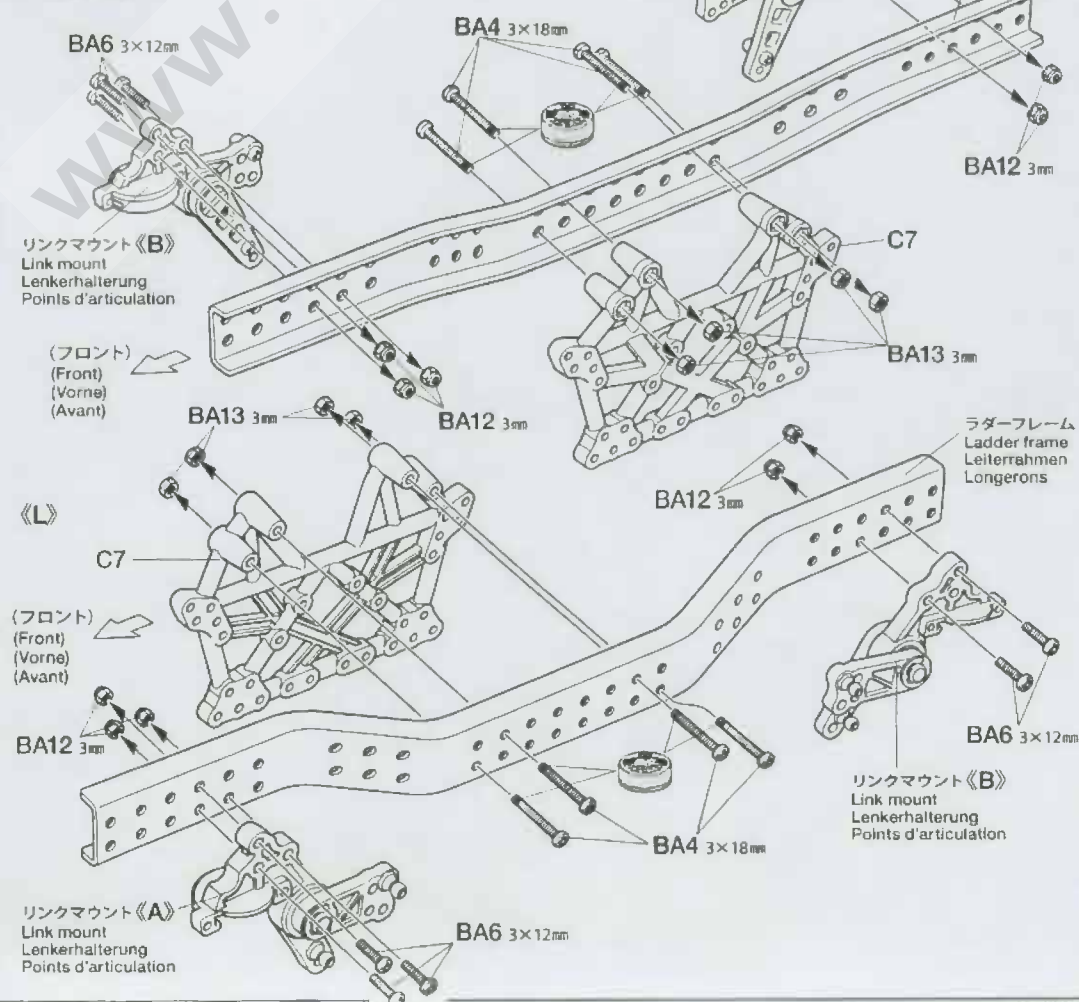 BA6 3×12mm
BA4 3×18mm
BA12 3mm
リンクマウント《B》
Link mount
Lenkerhalterung
Points d'articulation
C7
(フロント)
(Front)
(Vorne)
(Avant)
BA13 3mm
BA12 3mm
BA13 3mm
ラダーフレーム
Ladder frame
Leiterrahmen
Longerons
BA12 3mm
《L》
C7
(フロント)
(Front)
(Vorne)
(Avant)
BA12 3mm
BA6 3×12mm
リンクマウント《B》
Link mount
Lenkerhalterung
Points d'articulation
BA4 3×18mm
リンクマウント《A》
Link mount
Lenkerhalterung
Points d'articulation
BA6 3×12mm
www.